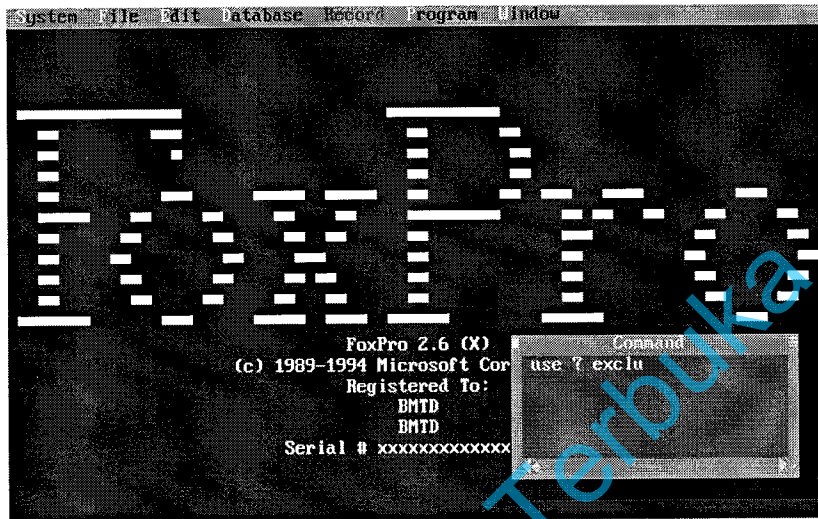 System File Edit Database Record Program Window
FoxPro
FoxPro 2.6 (X)
(c) 1989-1994 Microsoft Cor
Registered To:
BMTD
BMTD
Serial # xxxxxxxxxxxxx
Command
use ? exclu
Terbuka